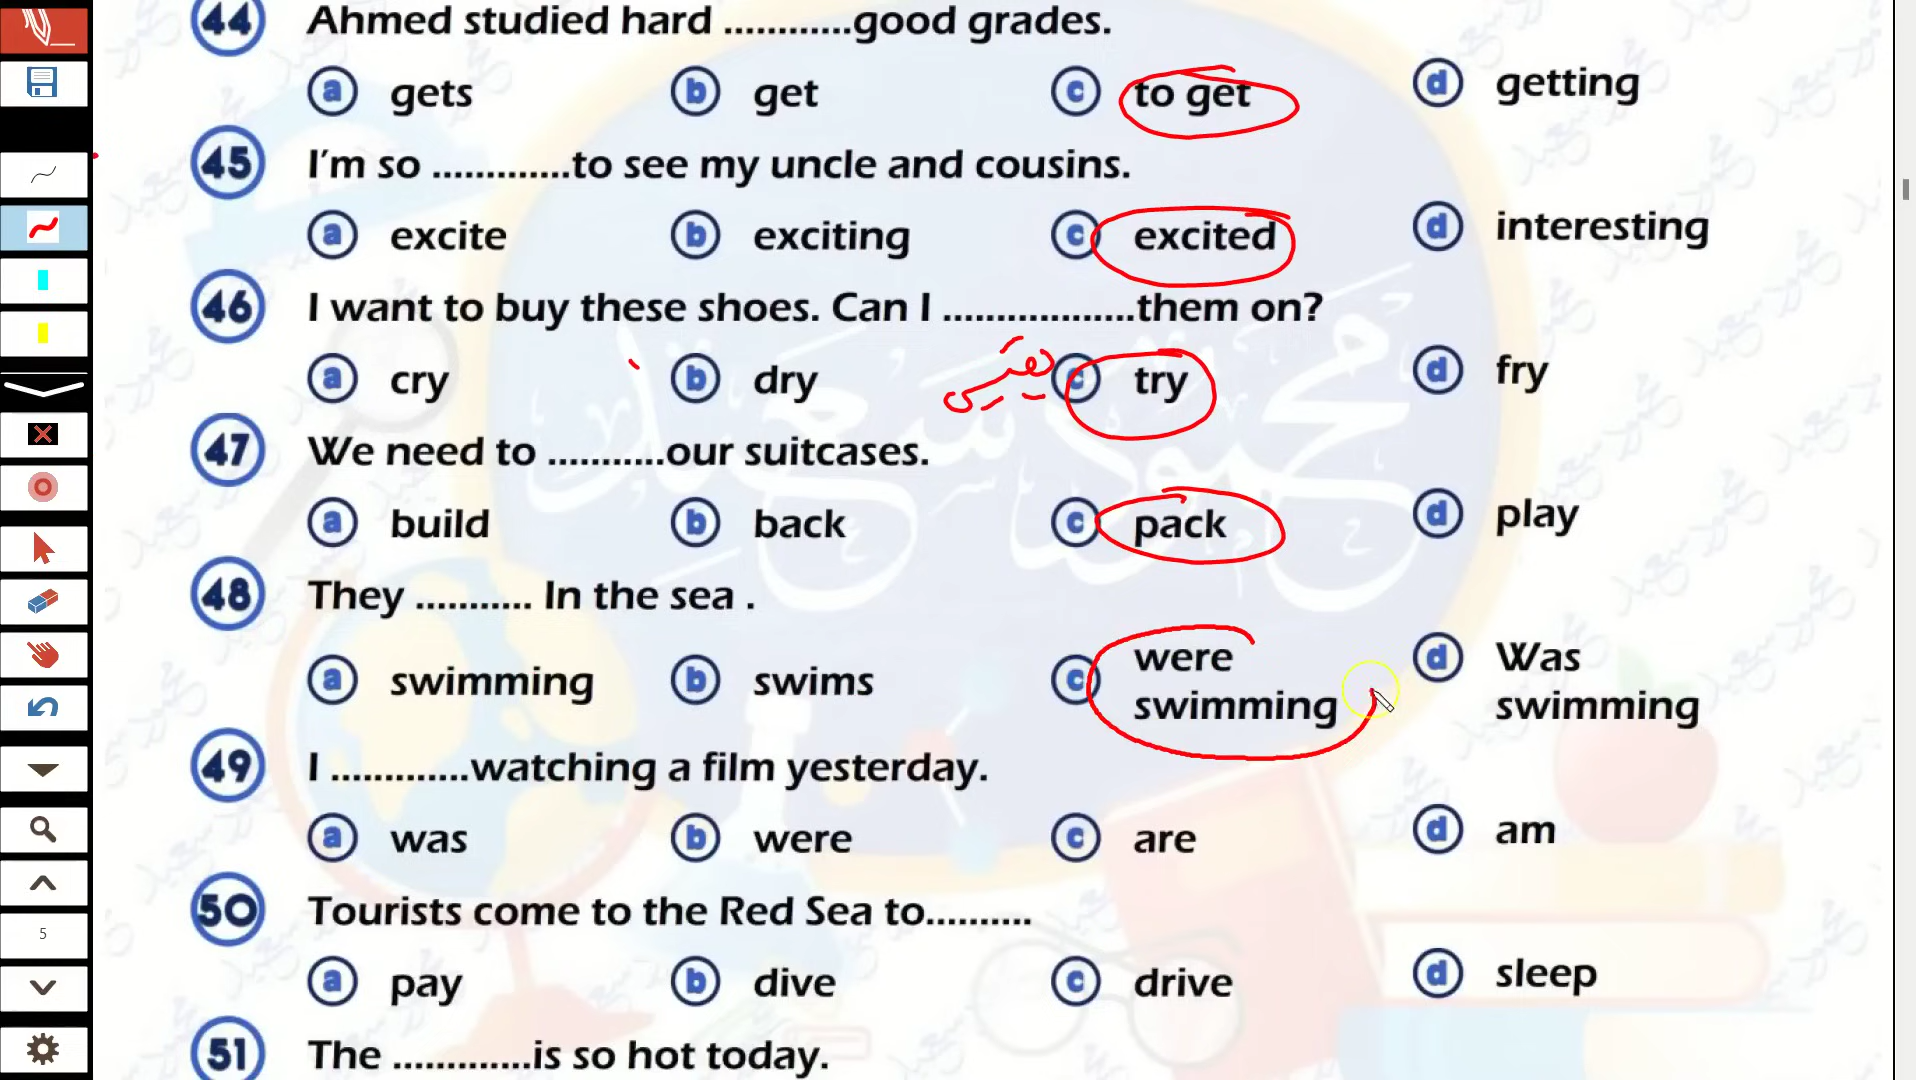 44 Ahmed studied hard ............good grades.
a gets b get c to get d getting
45 I'm so .............to see my uncle and cousins.
a excite b exciting c excited d interesting
46 I want to buy these shoes. Can I ..................them on?
a cry b dry c try d fry
47 We need to ...........our suitcases.
a build b back c pack d play
48 They ........... In the sea .
a swimming b swims c were swimming d Was swimming
49 I .............watching a film yesterday.
a was b were c are d am
50 Tourists come to the Red Sea to..........
a pay b dive c drive d sleep
51 The .............is so hot today.
5